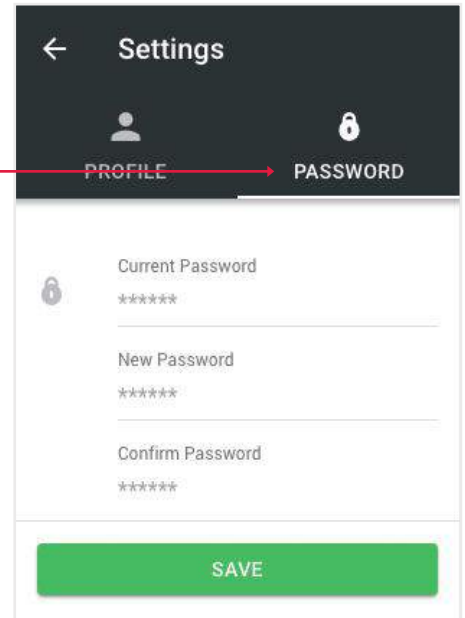 Settings
PROFILE PASSWORD
Current Password
******
New Password
******
Confirm Password
******
SAVE